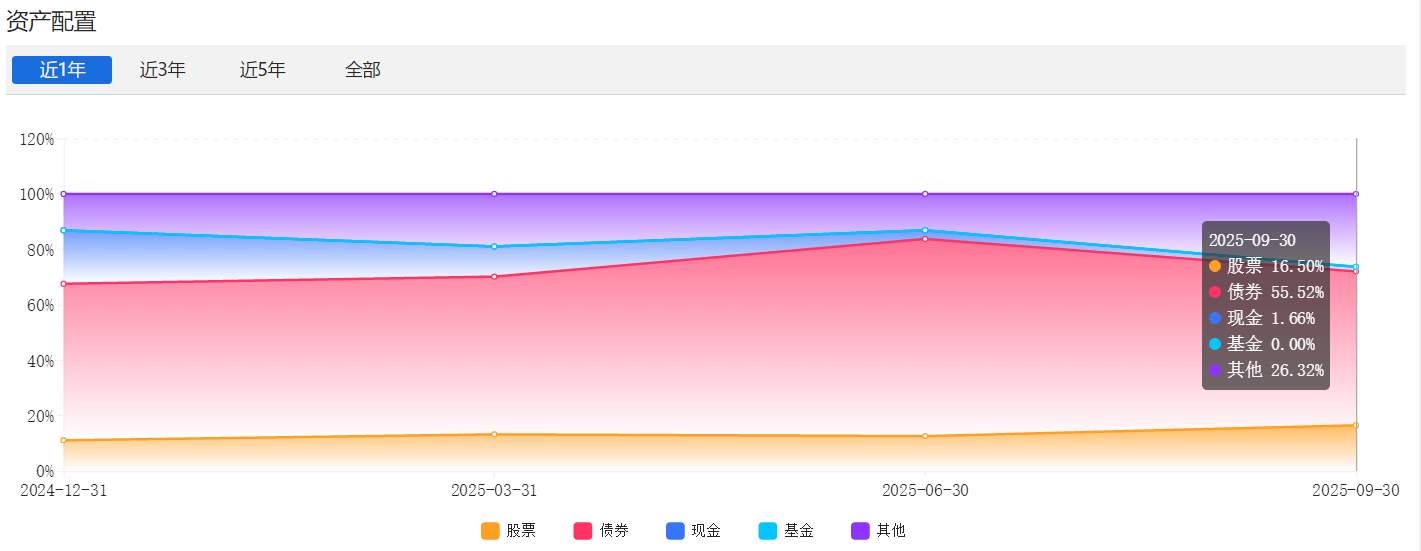 资产配置
近1年 近3年 近5年 全部
120%
100%
80%
60%
40%
20%
0%
2025-09-30
股票 16.50%
债券 55.52%
现金 1.66%
基金 0.00%
其他 26.32%
2024-12-31 2025-03-31 2025-06-30 2025-09-30
股票 债券 现金 基金 其他